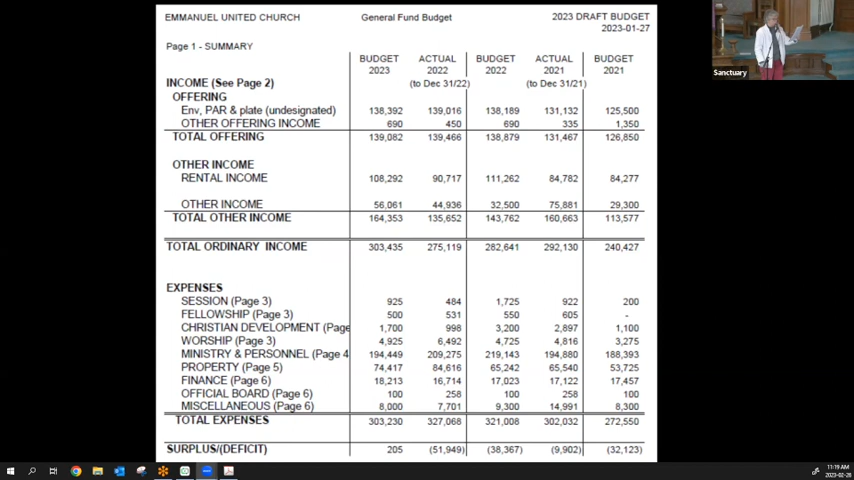 EMMANUEL UNITED CHURCH General Fund Budget 2023 DRAFT BUDGET
2023-01-27
Page 1 - SUMMARY
BUDGET ACTUAL BUDGET ACTUAL BUDGET
2023 2022 2022 2021 2021
INCOME (See Page 2) (to Dec 31/22) (to Dec 31/21)
OFFERING
Env, PAR & plate (undesignated) 138,392 139,016 138,189 131,132 125,500
OTHER OFFERING INCOME 690 450 690 335 1,350
TOTAL OFFERING 139,082 139,466 138,879 131,467 126,850
OTHER INCOME
RENTAL INCOME 108,292 90,717 111,262 84,782 84,277
OTHER INCOME 56,061 44,936 32,500 75,881 29,300
TOTAL OTHER INCOME 164,353 135,652 143,762 160,663 113,577
TOTAL ORDINARY INCOME 303,435 275,119 282,641 292,130 240,427
EXPENSES
SESSION (Page 3) 925 484 1,725 922 200
FELLOWSHIP (Page 3) 500 531 550 605 -
CHRISTIAN DEVELOPMENT (Page 1,700 998 3,200 2,897 1,100
WORSHIP (Page 3) 4,925 6,492 4,725 4,816 3,275
MINISTRY & PERSONNEL (Page 4 194,449 209,275 219,143 194,880 188,393
PROPERTY (Page 5) 74,417 84,616 65,242 65,540 53,725
FINANCE (Page 6) 18,213 16,714 17,023 17,122 17,457
OFFICIAL BOARD (Page 6) 100 258 100 258 100
MISCELLANEOUS (Page 6) 8,000 7,701 9,300 14,991 8,300
TOTAL EXPENSES 303,230 327,068 321,008 302,032 272,550
SURPLUS/(DEFICIT) 205 (51,949) (38,367) (9,902) (32,123)
Sanctuary
11:19 AM
2023-02-26